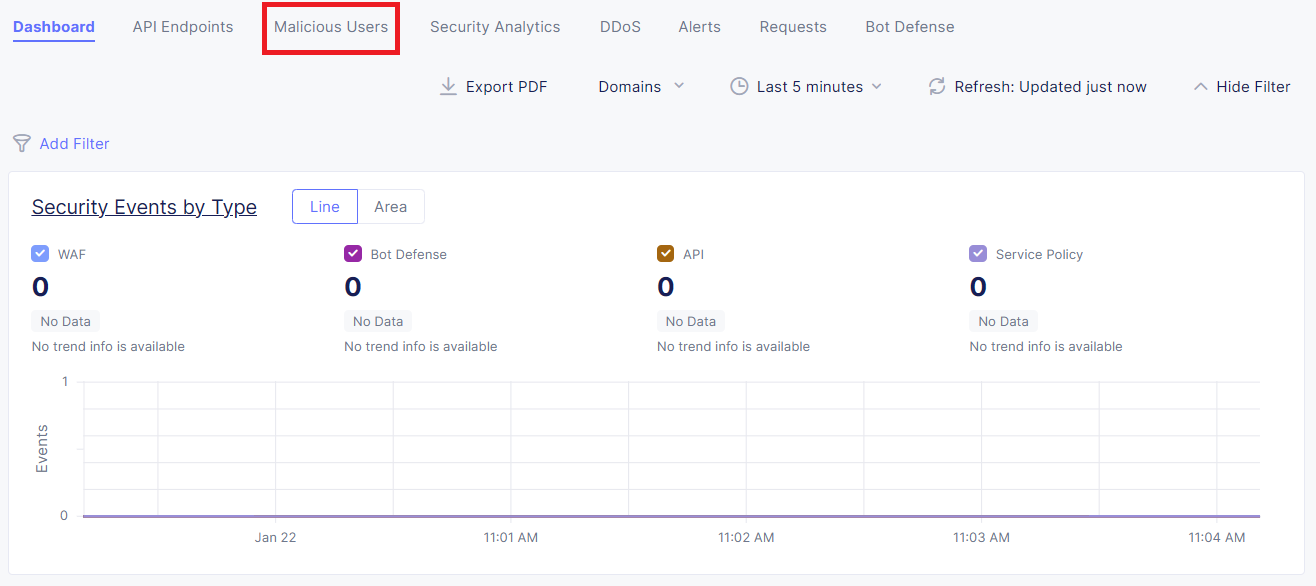 Dashboard API Endpoints Malicious Users Security Analytics DDoS Alerts Requests Bot Defense
Export PDF Domains Last 5 minutes Refresh: Updated just now Hide Filter
Add Filter
Security Events by Type Line Area
WAF Bot Defense API Service Policy
0 0 0 0
No Data No Data No Data No Data
No trend info is available No trend info is available No trend info is available No trend info is available
1
Events
0
Jan 22 11:01 AM 11:02 AM 11:03 AM 11:04 AM